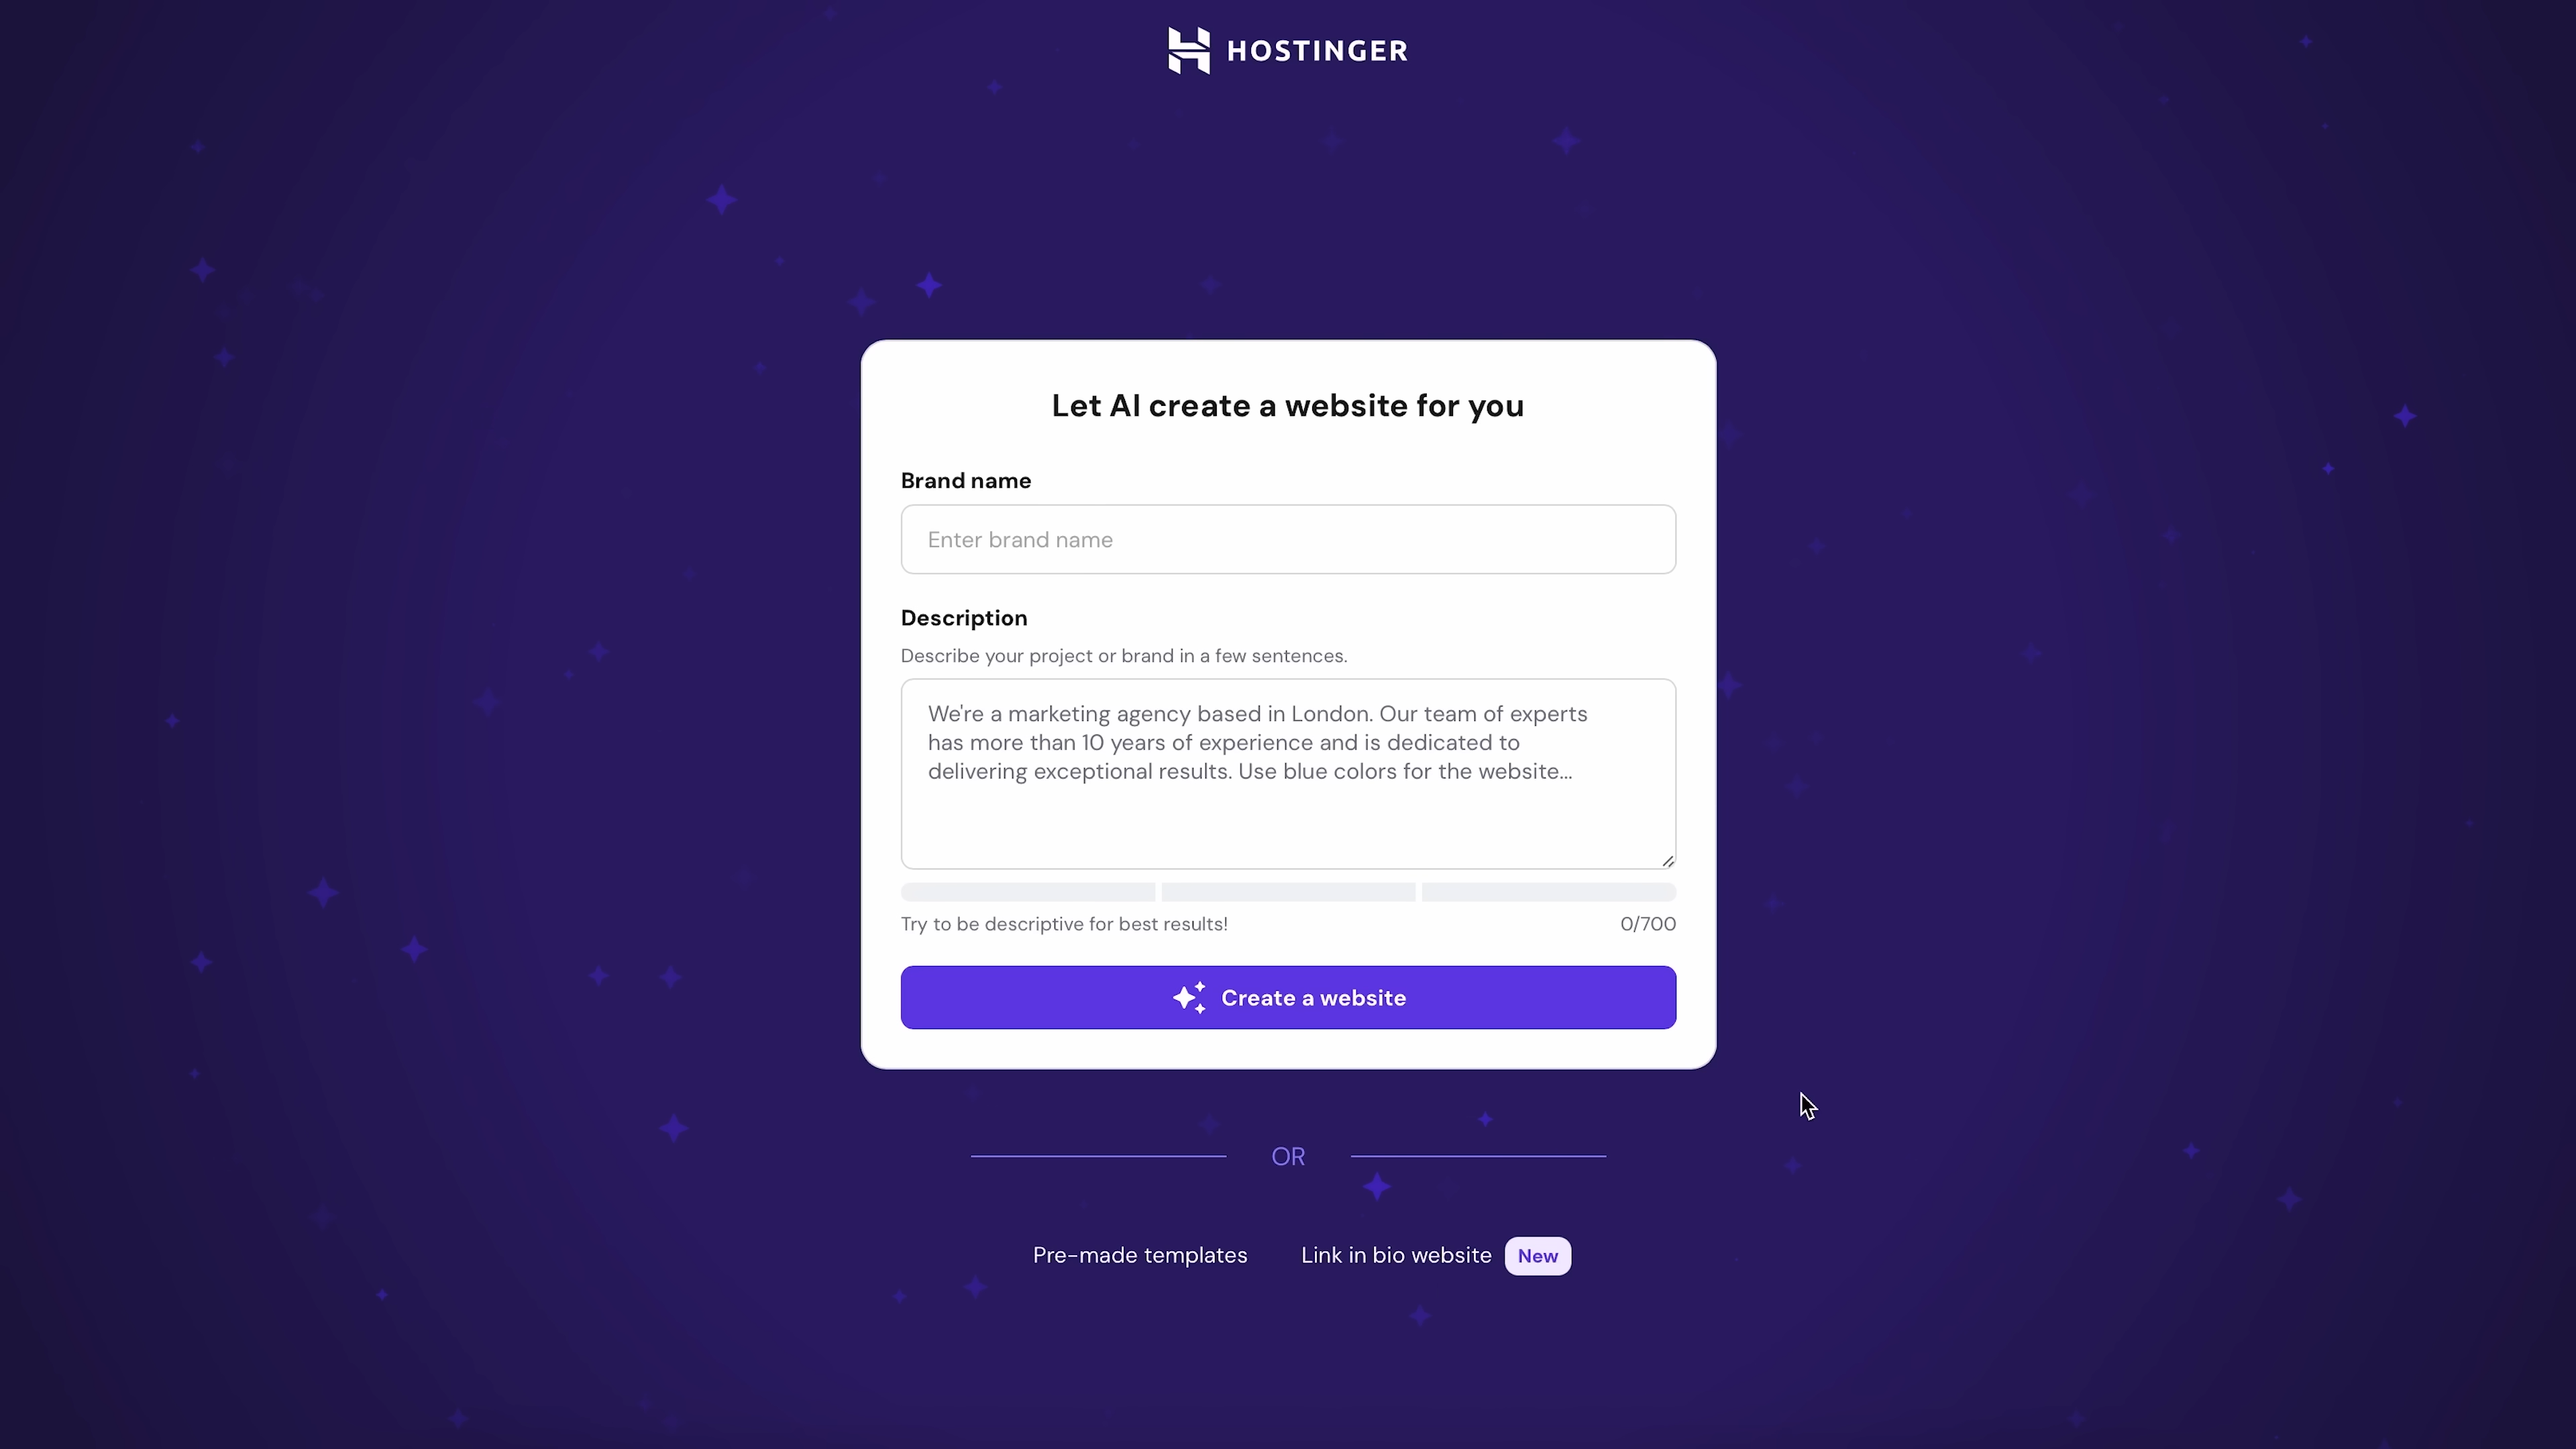 HOSTINGER
Let AI create a website for you
Brand name
Enter brand name
Description
Describe your project or brand in a few sentences.
We're a marketing agency based in London. Our team of experts
has more than 10 years of experience and is dedicated to
delivering exceptional results. Use blue colors for the website...
Try to be descriptive for best results! 0/700
Create a website
OR
Pre-made templates Link in bio website New